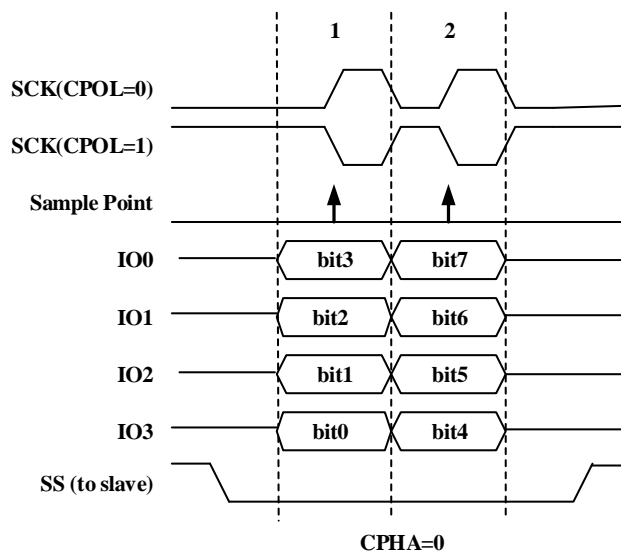 1 2
SCK(CPOL=0)
SCK(CPOL=1)
Sample Point
IO0 bit3 bit7
IO1 bit2 bit6
IO2 bit1 bit5
IO3 bit0 bit4
SS (to slave)
CPHA=0